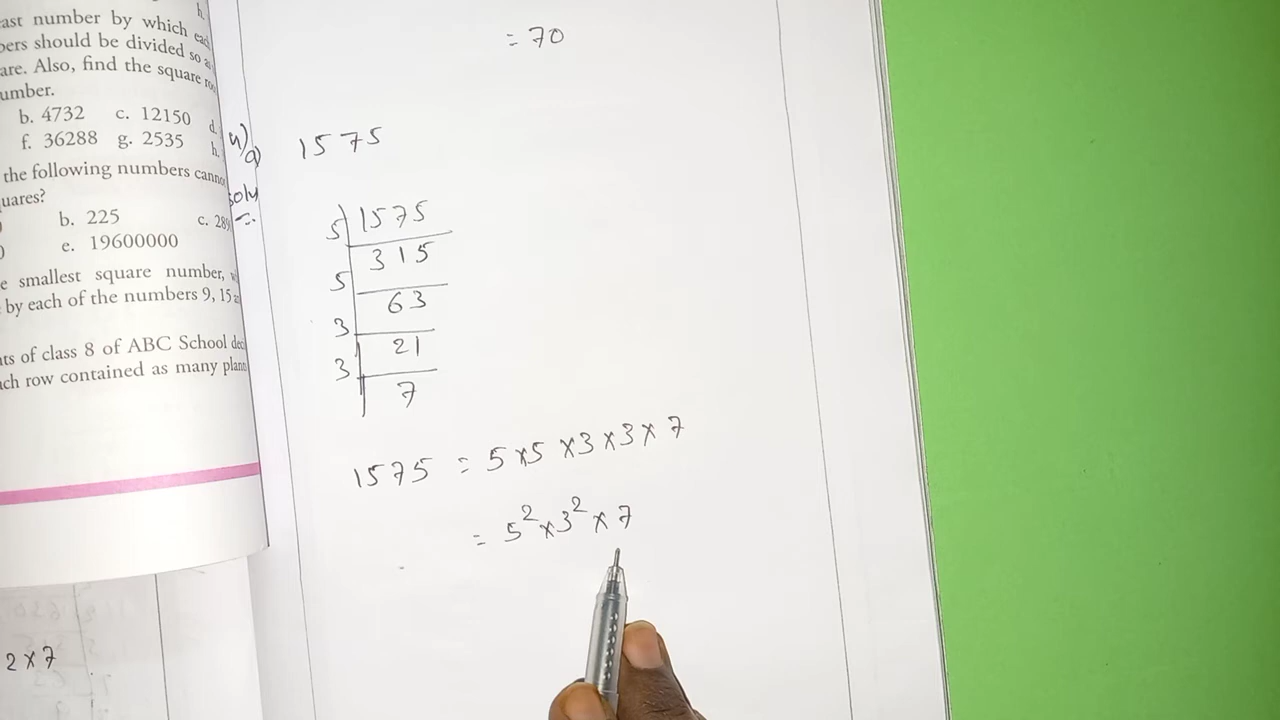 h.
ast number by which
bers should be divided so
are. Also, find the square
umber.
b. 4732 c. 12150 d.
f. 36288 g. 2535 h.
the following numbers
uares?
b. 225 c.
e. 19600000
e smallest square number,
by each of the numbers 9, 15
ts of class 8 of ABC School
ch row contained as many
2 x 7
= 70
4) a) 1575
soln
5 1575
5 315
3 63
3 21
7
1575 = 5 x 5 x 3 x 3 x 7
= 5² x 3² x 7